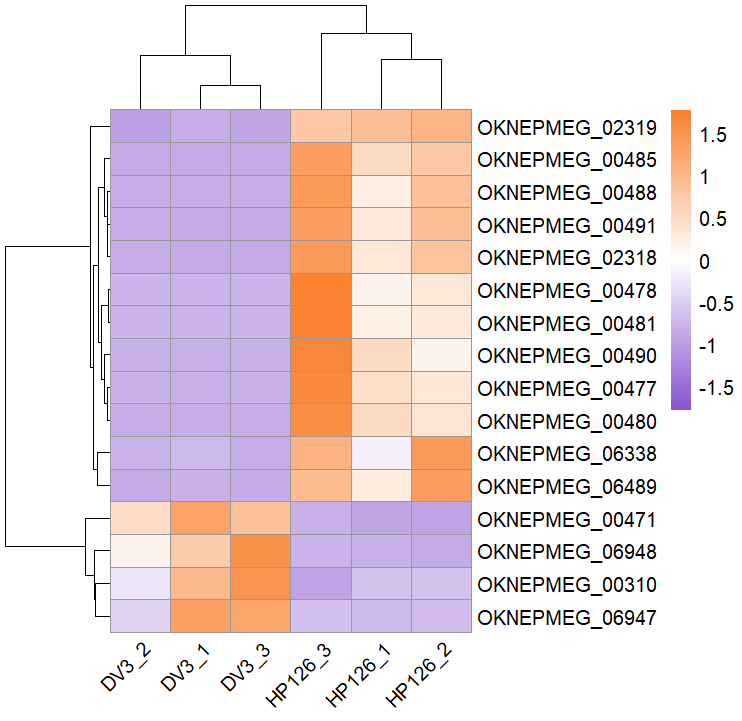 OKNEPMEG_02319
OKNEPMEG_00485
OKNEPMEG_00488
OKNEPMEG_00491
OKNEPMEG_02318
OKNEPMEG_00478
OKNEPMEG_00481
OKNEPMEG_00490
OKNEPMEG_00477
OKNEPMEG_00480
OKNEPMEG_06338
OKNEPMEG_06489
OKNEPMEG_00471
OKNEPMEG_06948
OKNEPMEG_00310
OKNEPMEG_06947
1.5
1
0.5
0
-0.5
-1
-1.5
DV3_2
DV3_1
DV3_3
HP126_3
HP126_1
HP126_2